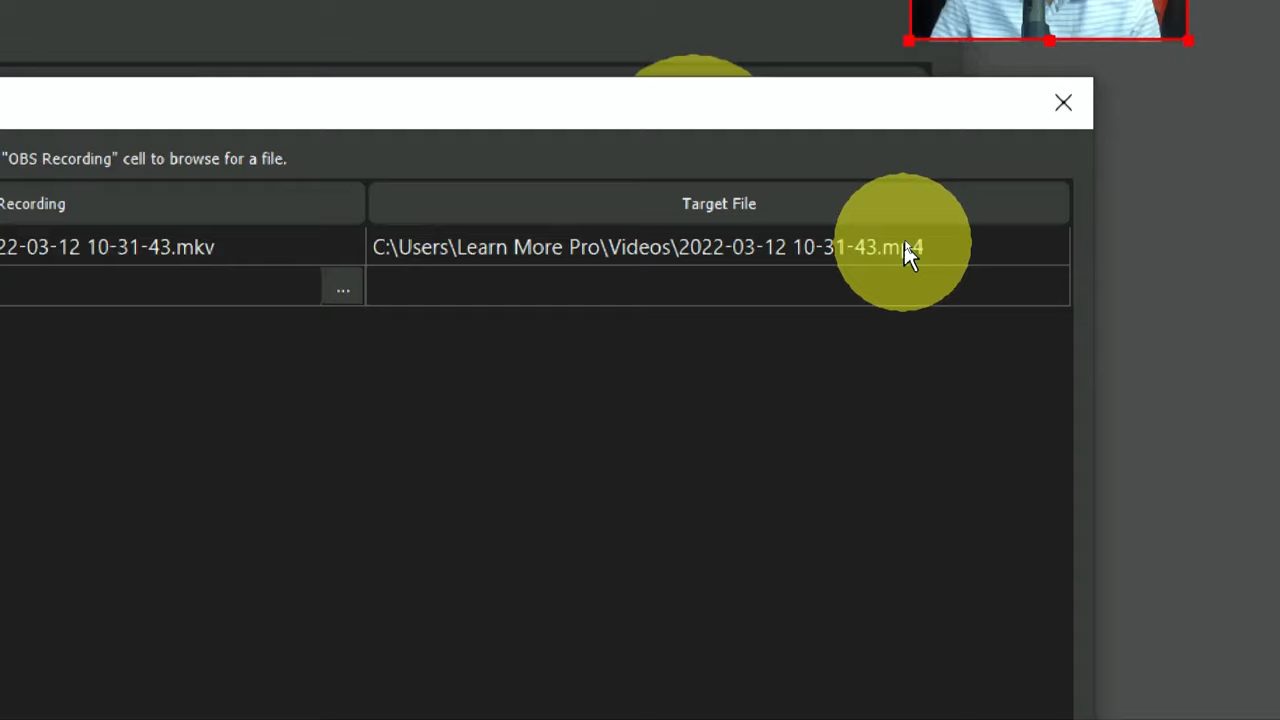 "OBS Recording" cell to browse for a file.
Recording
Target File
22-03-12 10-31-43.mkv
C:\Users\Learn More Pro\Videos\2022-03-12 10-31-43.mp4
...